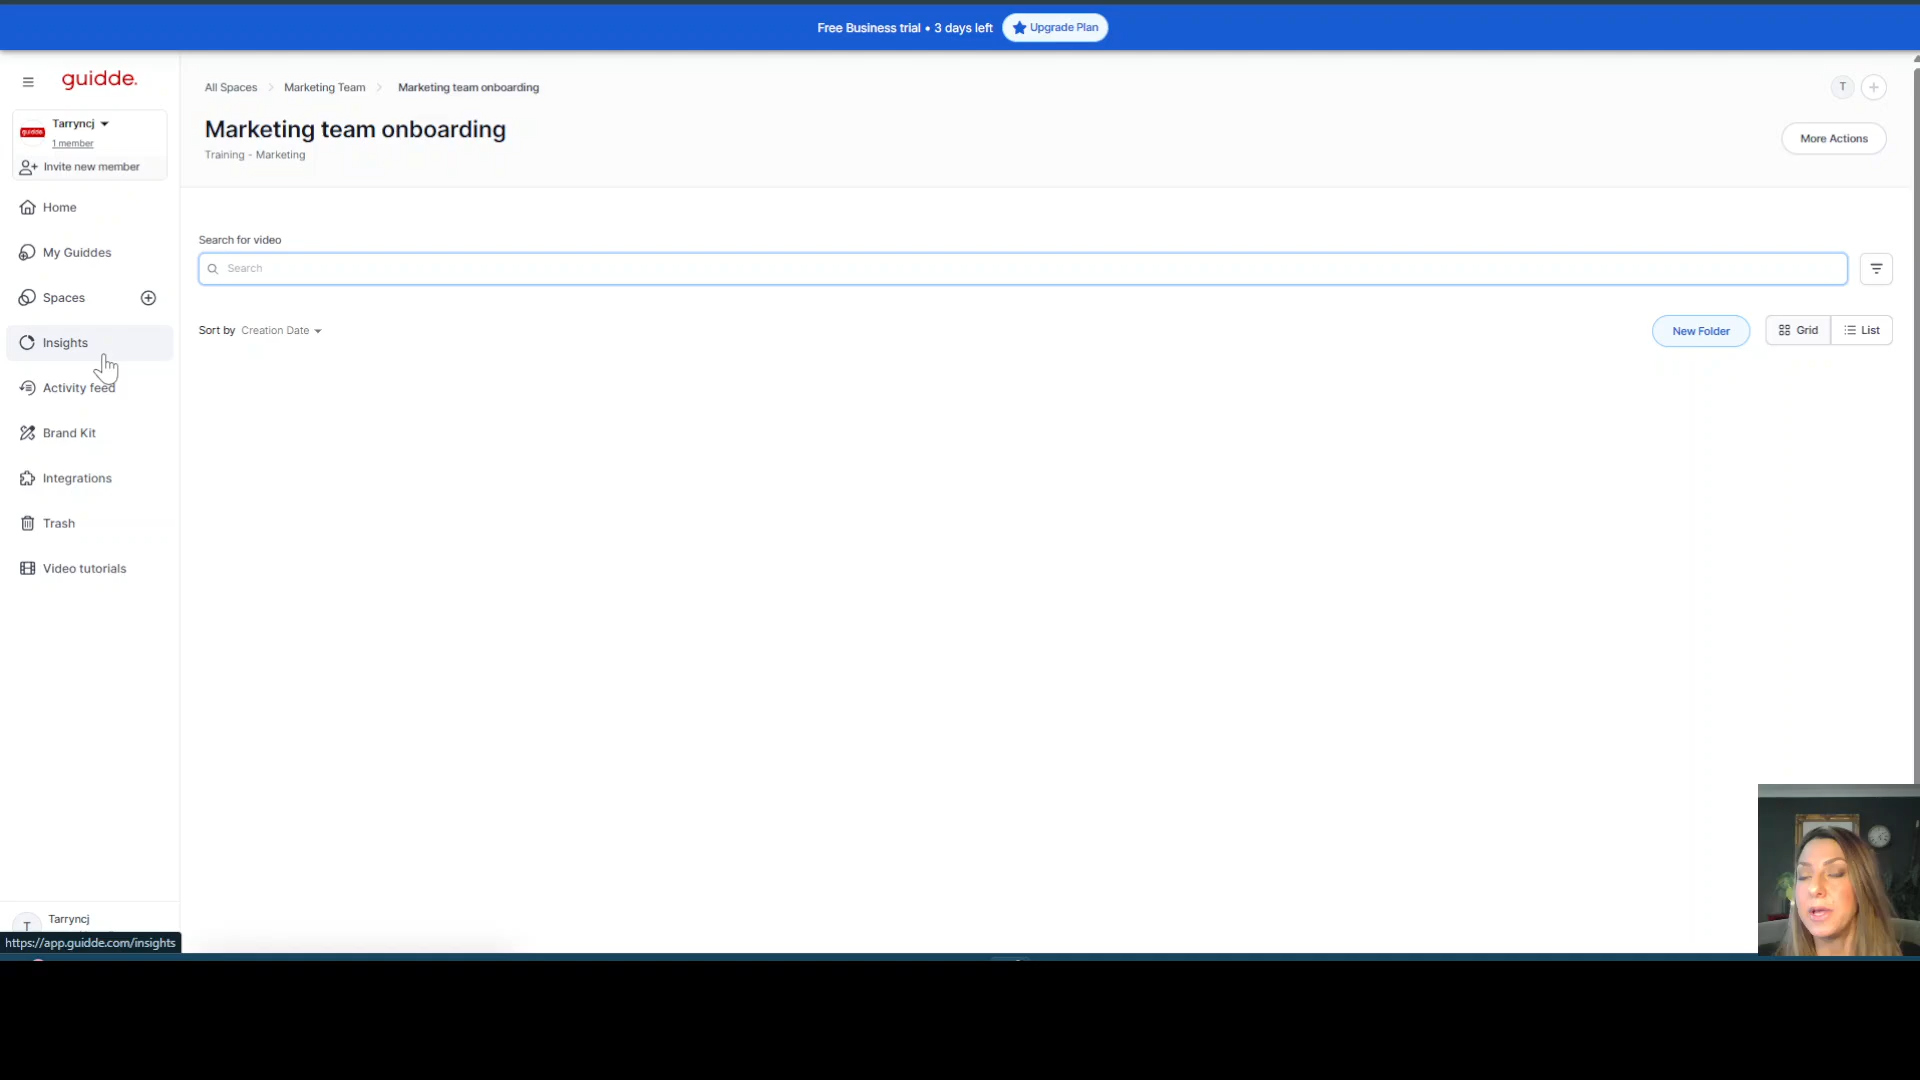 Free Business trial • 3 days left
Upgrade Plan
guidde.
guidde
Tarryncj
1 member
Invite new member
Home
My Guiddes
Spaces
Insights
Activity feed
Brand Kit
Integrations
Trash
Video tutorials
Tarryncj
T
https://app.guidde.com/insights
All Spaces > Marketing Team > Marketing team onboarding
T
Marketing team onboarding
Training - Marketing
More Actions
Search for video
Search
Sort by Creation Date
New Folder
Grid
List